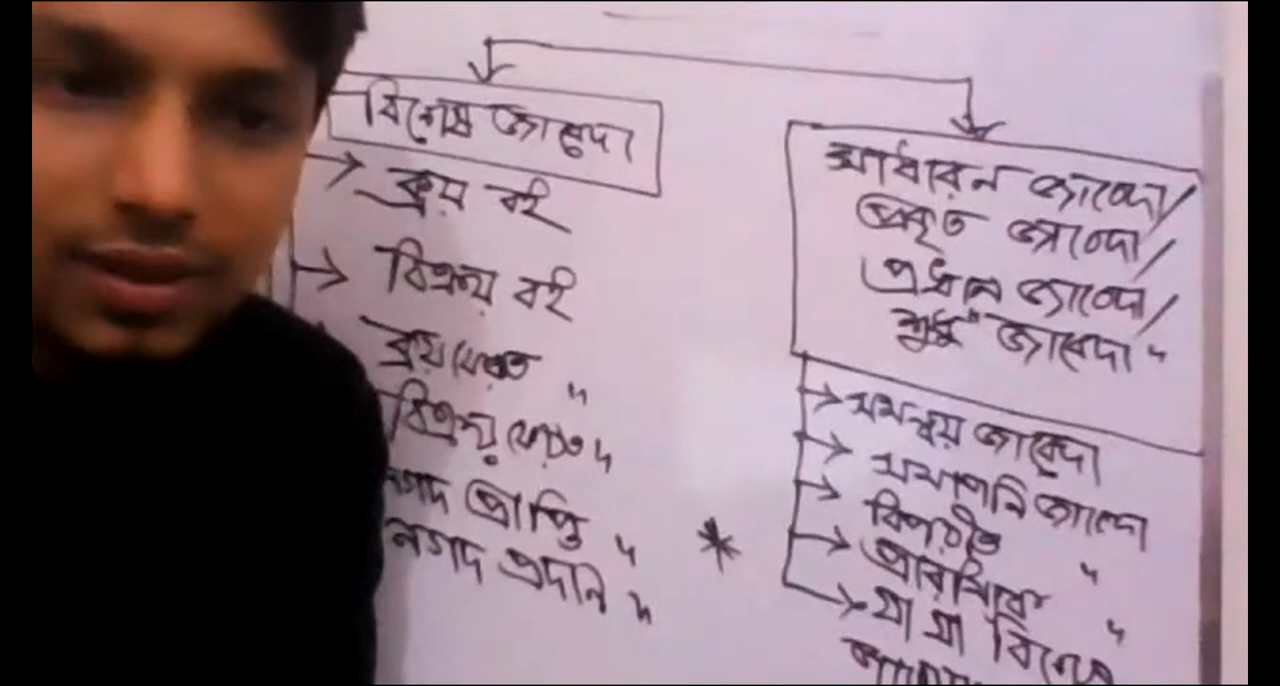 বিশেষ জাবেদা
ক্রয় বই
বিক্রয় বই
ক্রয় ফেরত "
বিক্রয় ফেরত "
নগদ প্রাপ্তি "
নগদ প্রদান "
সাধারন জাবেদা/
প্রকৃত জাবেদা/
প্রধান জাবেদা/
শুদ্ধ জাবেদা "
সমন্বয় জাবেদা
সমাপনি জাবেদা
বিপরীত "
প্রারম্ভিক "
যা যা বিশেষ